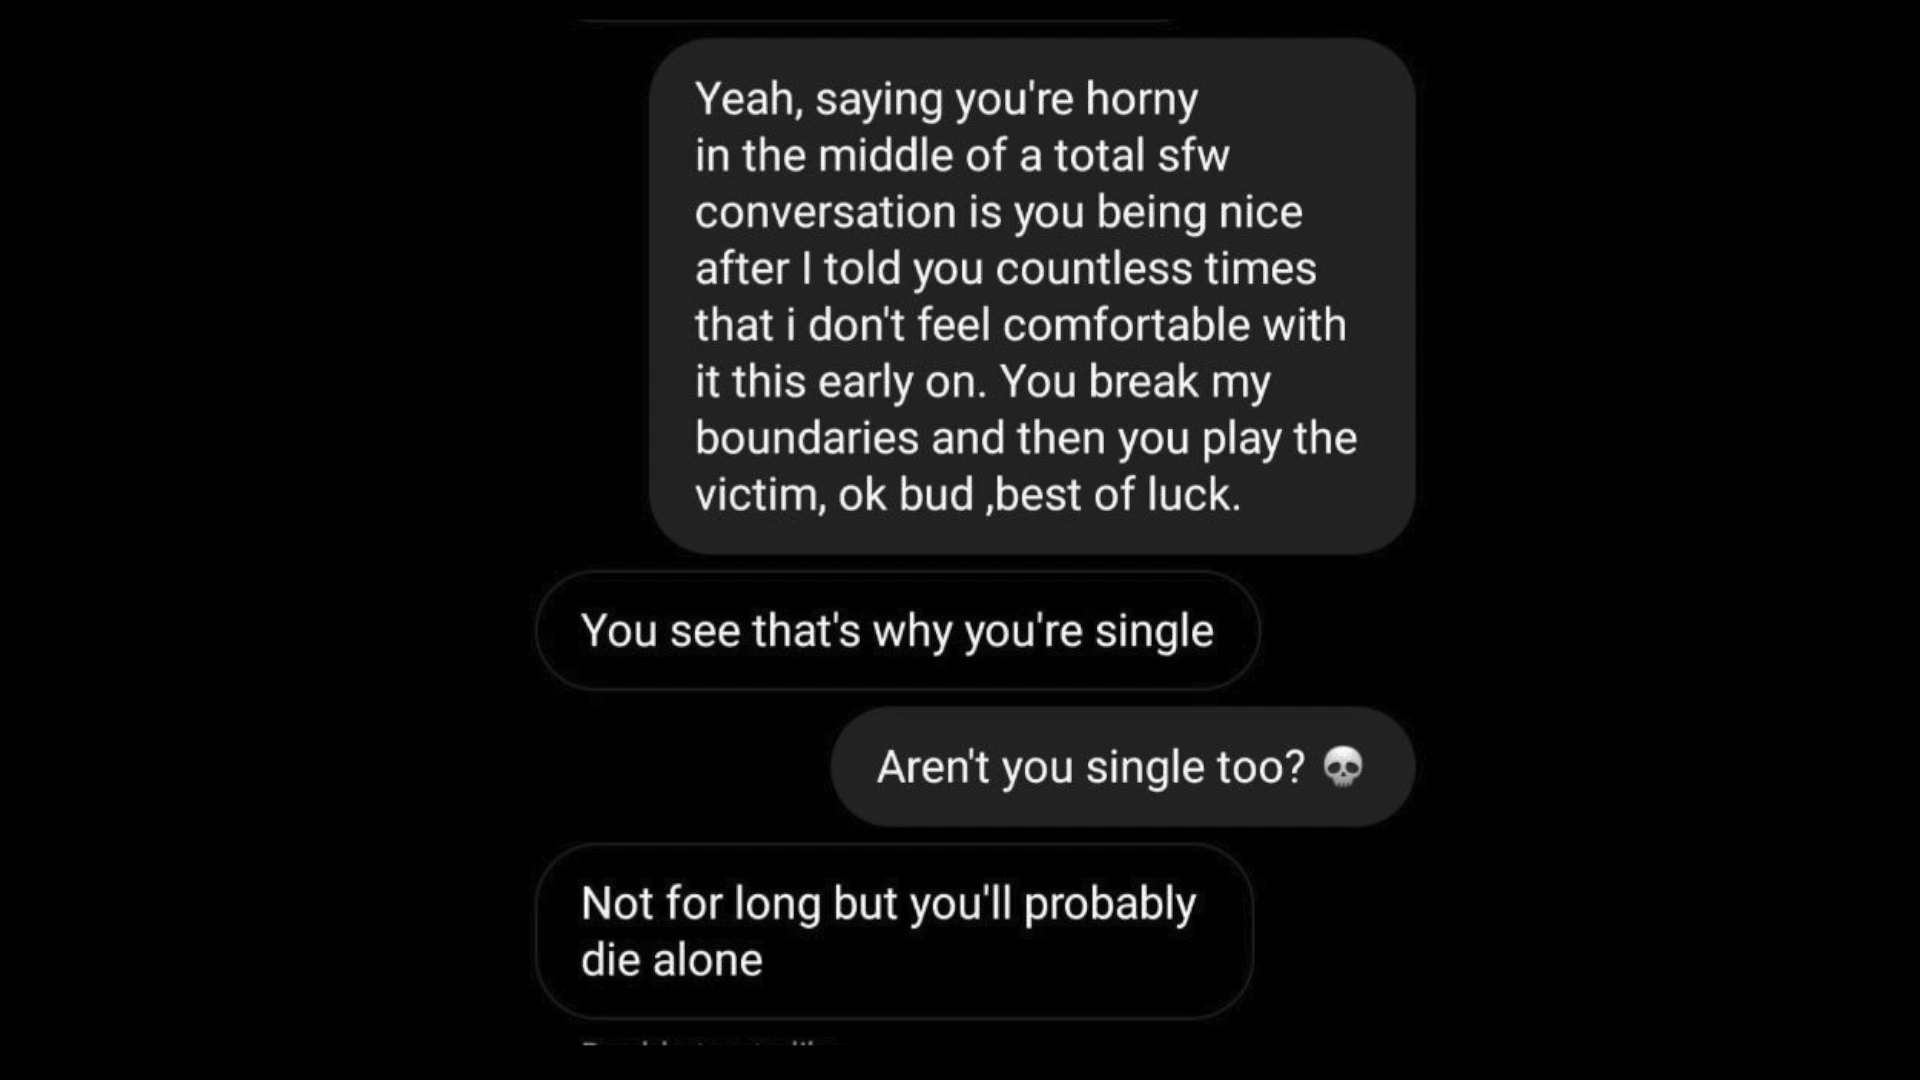 Yeah, saying you're horny
in the middle of a total sfw
conversation is you being nice
after I told you countless times
that i don't feel comfortable with
it this early on. You break my
boundaries and then you play the
victim, ok bud ,best of luck.
You see that's why you're single
Aren't you single too? 💀
Not for long but you'll probably
die alone